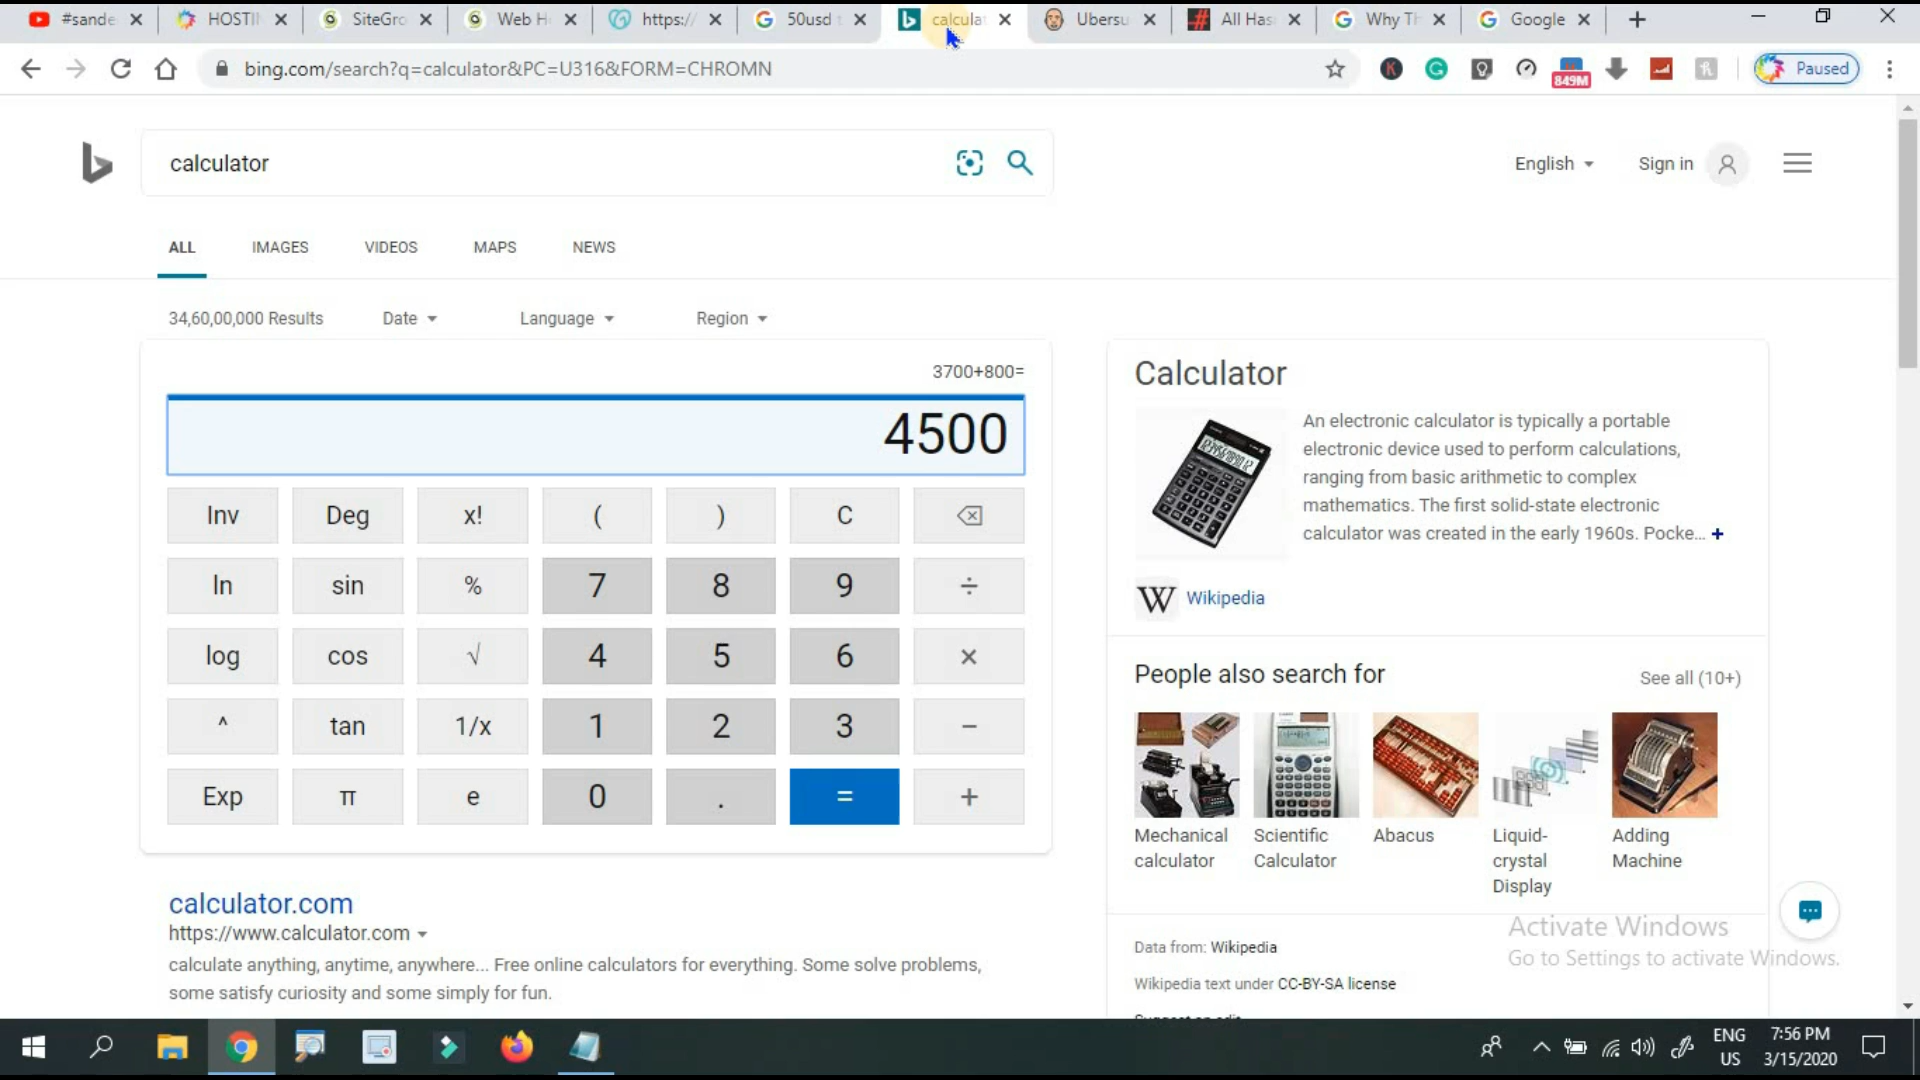 #sande
HOSTI
SiteGro
Web H
https:/
50usd
calcula
Ubersu
All Has
Why T
Google
bing.com/search?q=calculator&PC=U316&FORM=CHROMN
849M
Paused
calculator
English
Sign in
ALL
IMAGES
VIDEOS
MAPS
NEWS
34,60,00,000 Results
Date
Language
Region
3700+800=
4500
Inv
Deg
x!
(
)
C
ln
sin
%
7
8
9
÷
log
cos
√
4
5
6
×
^
tan
1/x
1
2
3
−
Exp
π
e
0
.
=
+
calculator.com
https://www.calculator.com
calculate anything, anytime, anywhere... Free online calculators for everything. Some solve problems,
some satisfy curiosity and some simply for fun.
Calculator
An electronic calculator is typically a portable
electronic device used to perform calculations,
ranging from basic arithmetic to complex
mathematics. The first solid-state electronic
calculator was created in the early 1960s. Pocke... +
W Wikipedia
People also search for
See all (10+)
Mechanical
calculator
Scientific
Calculator
Abacus
Liquid-
crystal
Display
Adding
Machine
Data from: Wikipedia
Wikipedia text under CC-BY-SA license
Suggest an edit
Activate Windows
Go to Settings to activate Windows.
ENG
US
7:56 PM
3/15/2020